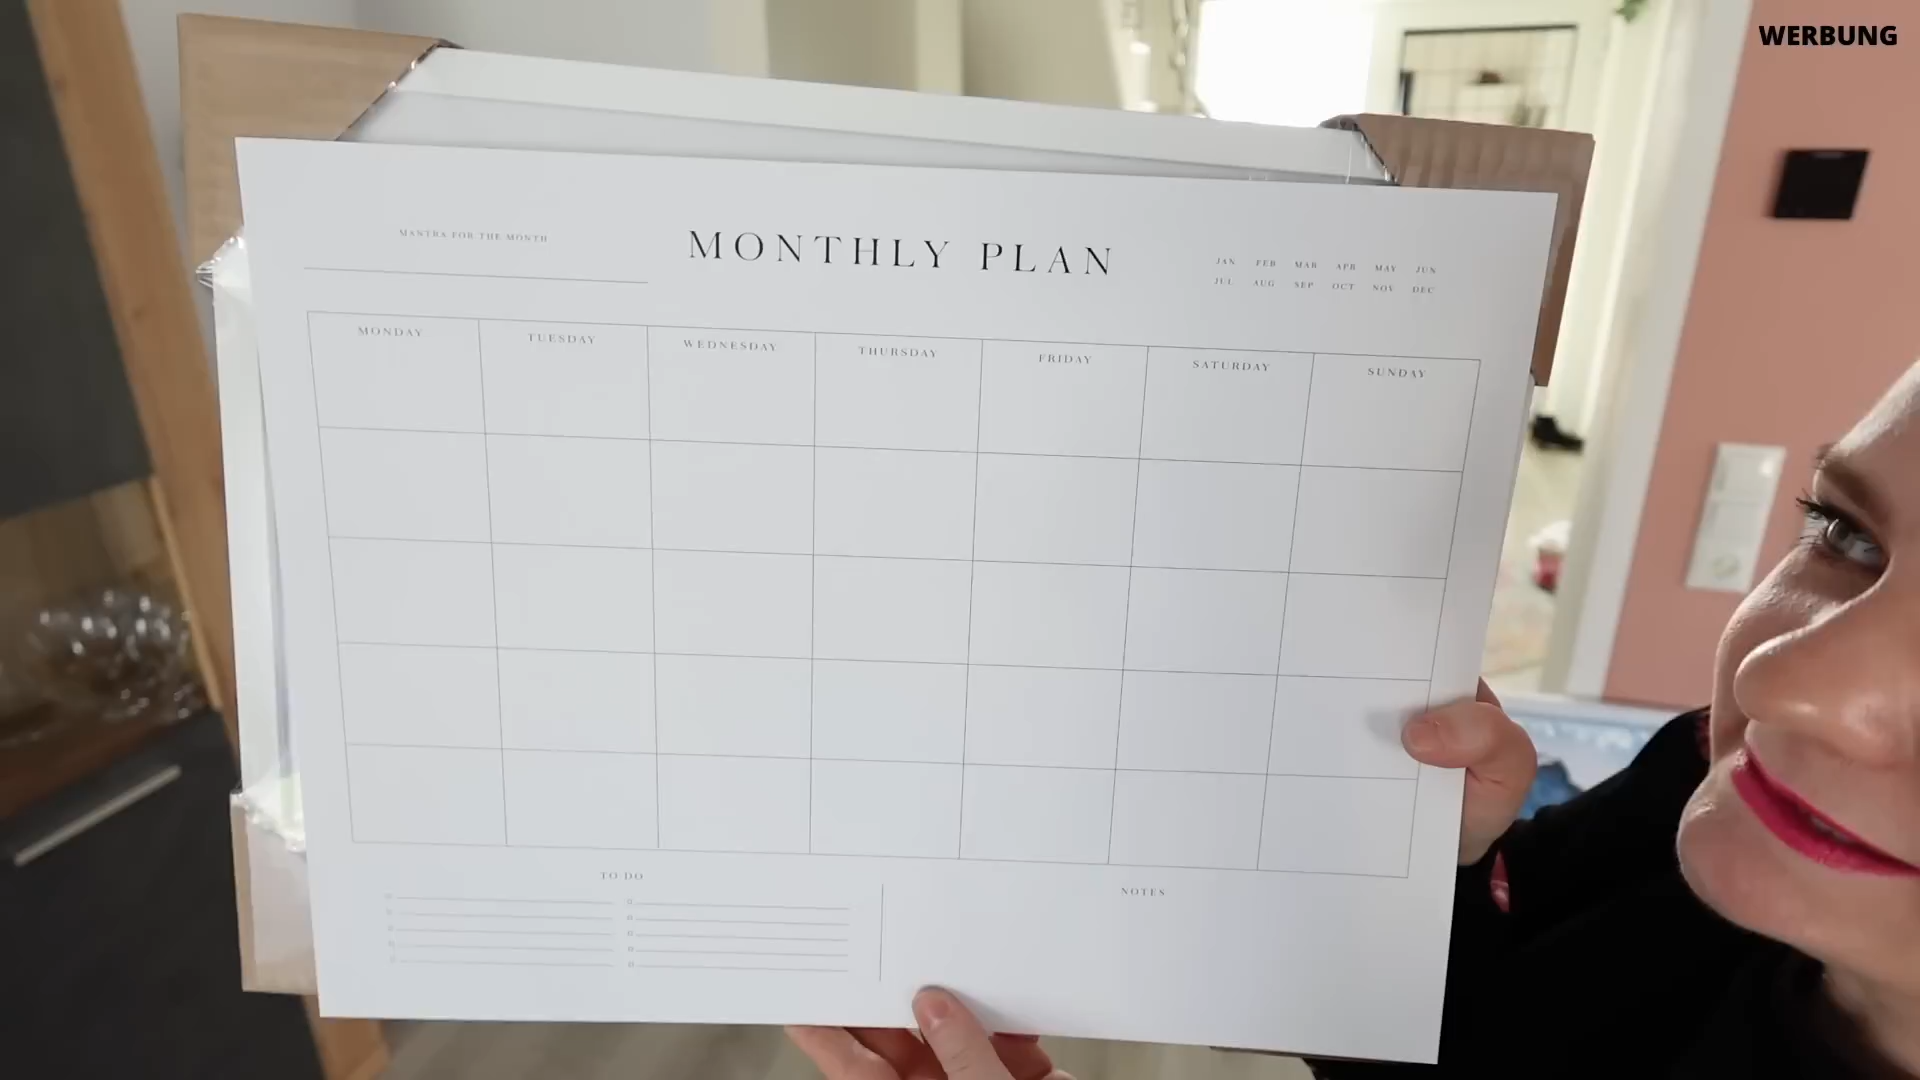 WERBUNG
MANTRA FOR THE MONTH
MONTHLY PLAN
JAN FEB MAR APR MAY JUN
JUL AUG SEP OCT NOV DEC
MONDAY TUESDAY WEDNESDAY THURSDAY FRIDAY SATURDAY SUNDAY
TO DO
NOTES